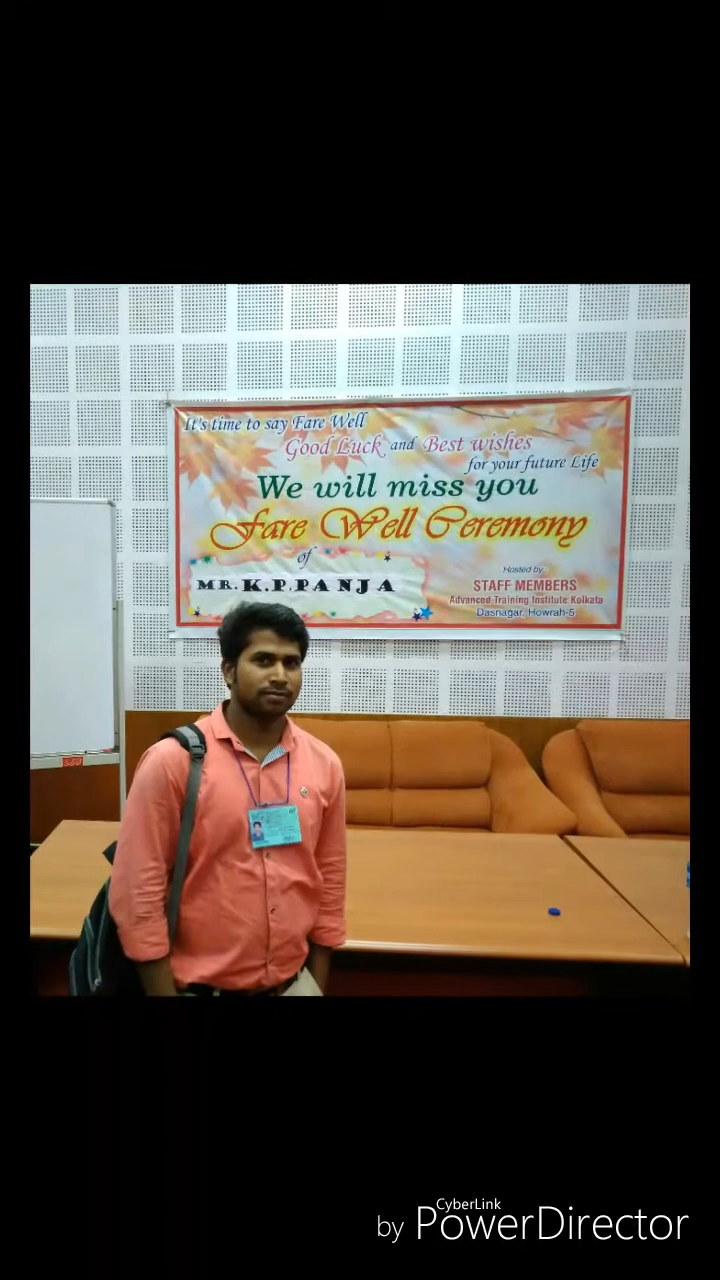 It's time to say Fare Well
Good Luck and Best wishes
for your future Life
We will miss you
Fare Well Ceremony
of
MR. K.P.PANJA
Hosted by:
STAFF MEMBERS
Advanced Training Institute Kolkata
Dasnagar, Howrah-5
by CyberLink PowerDirector